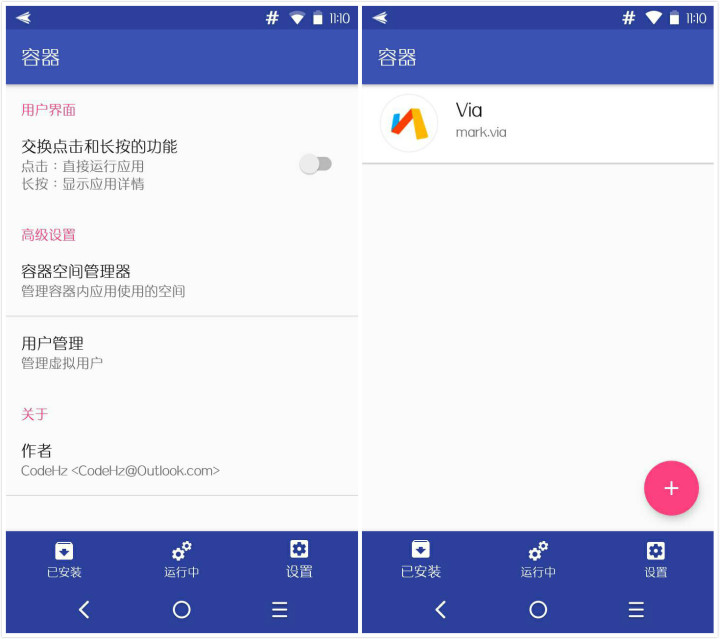 # 11:10
容器
用户界面
交换点击和长按的功能
点击：直接运行应用
长按：显示应用详情
高级设置
容器空间管理器
管理容器内应用使用的空间
用户管理
管理虚拟用户
关于
作者
CodeHz <CodeHz@Outlook.com>
已安装 运行中 设置
# 11:10
容器
Via
mark.via
+
已安装 运行中 设置